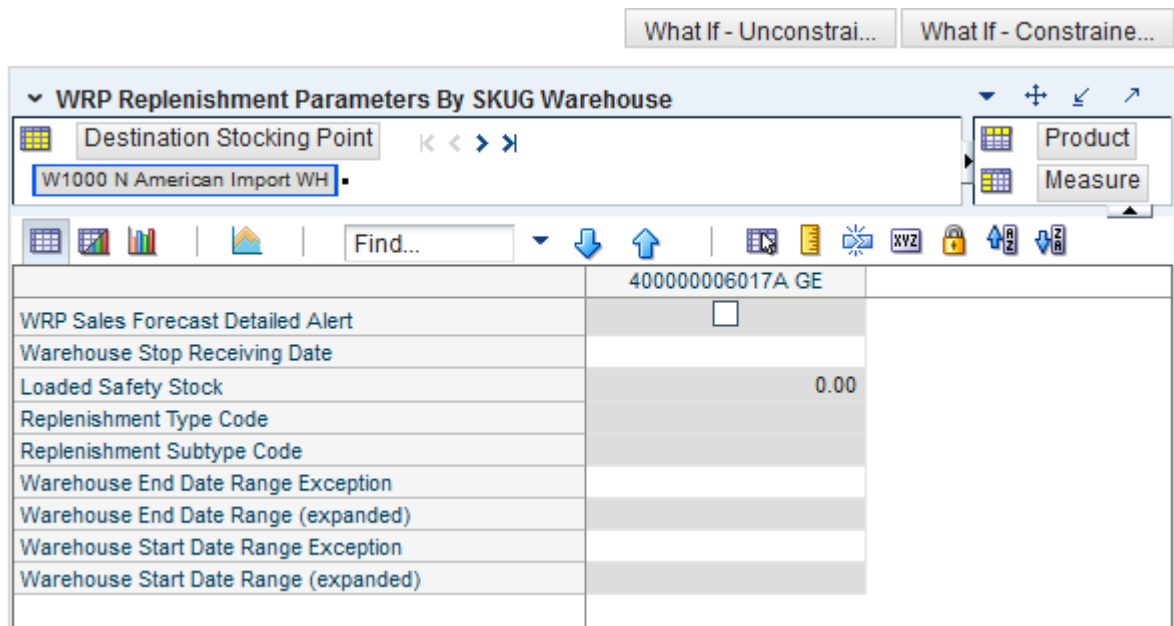 What If - Unconstrai... What If - Constraine...
WRP Replenishment Parameters By SKUG Warehouse
Destination Stocking Point Product
W1000 N American Import WH Measure
Find... XYZ A Z Z A
400000006017A GE
WRP Sales Forecast Detailed Alert
Warehouse Stop Receiving Date
Loaded Safety Stock 0.00
Replenishment Type Code
Replenishment Subtype Code
Warehouse End Date Range Exception
Warehouse End Date Range (expanded)
Warehouse Start Date Range Exception
Warehouse Start Date Range (expanded)